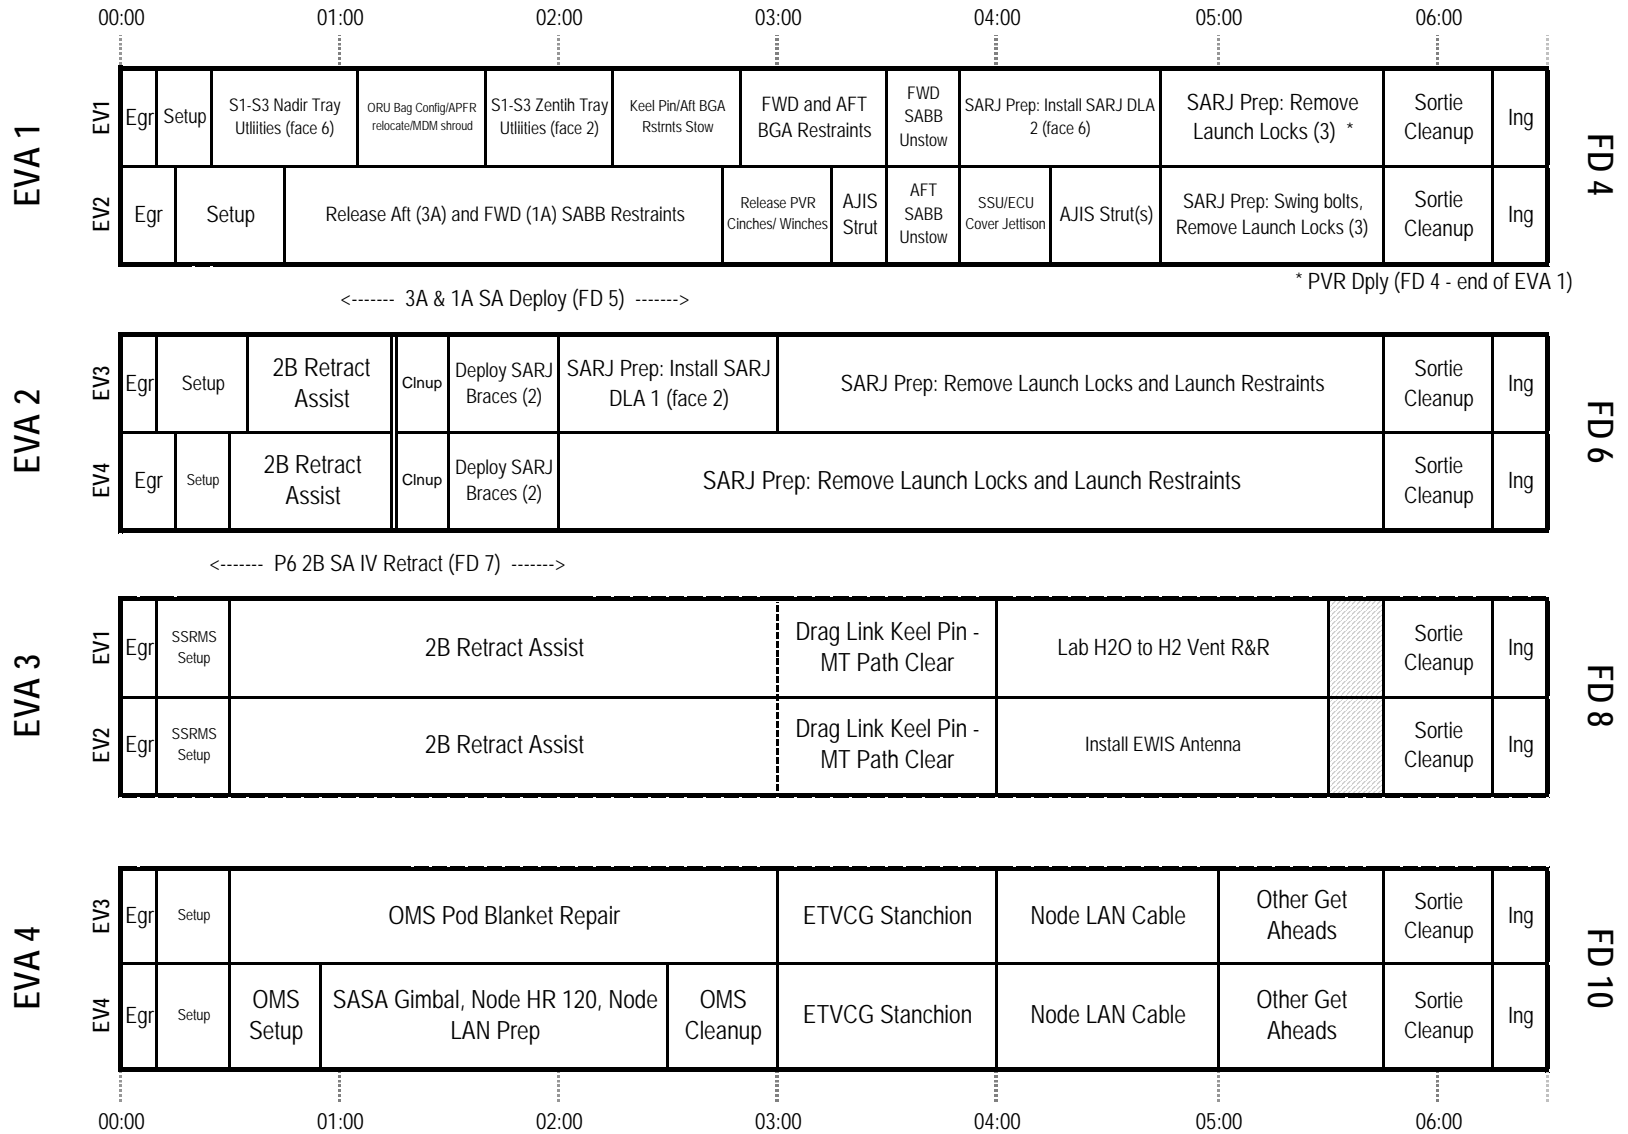 00:00 01:00 02:00 03:00 04:00 05:00 06:00
EVA 1
FD 4
EV1
Egr
Setup
S1-S3 Nadir Tray
Utliities (face 6)
ORU Bag Config/APFR
relocate/MDM shroud
S1-S3 Zentih Tray
Utliities (face 2)
Keel Pin/Aft BGA
Rstrnts Stow
FWD and AFT
BGA Restraints
FWD
SABB
Unstow
SARJ Prep: Install SARJ DLA
2 (face 6)
SARJ Prep: Remove
Launch Locks (3) *
Sortie
Cleanup
Ing
EV2
Egr
Setup
Release Aft (3A) and FWD (1A) SABB Restraints
Release PVR
Cinches/ Winches
AJIS
Strut
AFT
SABB
Unstow
SSU/ECU
Cover Jettison
AJIS Strut(s)
SARJ Prep: Swing bolts,
Remove Launch Locks (3)
Sortie
Cleanup
Ing
* PVR Dply (FD 4 - end of EVA 1)
<------- 3A & 1A SA Deploy (FD 5) ------->
EVA 2
FD 6
EV3
Egr
Setup
2B Retract
Assist
Clnup
Deploy SARJ
Braces (2)
SARJ Prep: Install SARJ
DLA 1 (face 2)
SARJ Prep: Remove Launch Locks and Launch Restraints
Sortie
Cleanup
Ing
EV4
Egr
Setup
2B Retract
Assist
Clnup
Deploy SARJ
Braces (2)
SARJ Prep: Remove Launch Locks and Launch Restraints
Sortie
Cleanup
Ing
<------- P6 2B SA IV Retract (FD 7) ------->
EVA 3
FD 8
EV1
Egr
SSRMS
Setup
2B Retract Assist
Drag Link Keel Pin -
MT Path Clear
Lab H2O to H2 Vent R&R
Sortie
Cleanup
Ing
EV2
Egr
SSRMS
Setup
2B Retract Assist
Drag Link Keel Pin -
MT Path Clear
Install EWIS Antenna
Sortie
Cleanup
Ing
EVA 4
FD 10
EV3
Egr
Setup
OMS Pod Blanket Repair
ETVCG Stanchion
Node LAN Cable
Other Get
Aheads
Sortie
Cleanup
Ing
EV4
Egr
Setup
OMS
Setup
SASA Gimbal, Node HR 120, Node
LAN Prep
OMS
Cleanup
ETVCG Stanchion
Node LAN Cable
Other Get
Aheads
Sortie
Cleanup
Ing
00:00 01:00 02:00 03:00 04:00 05:00 06:00